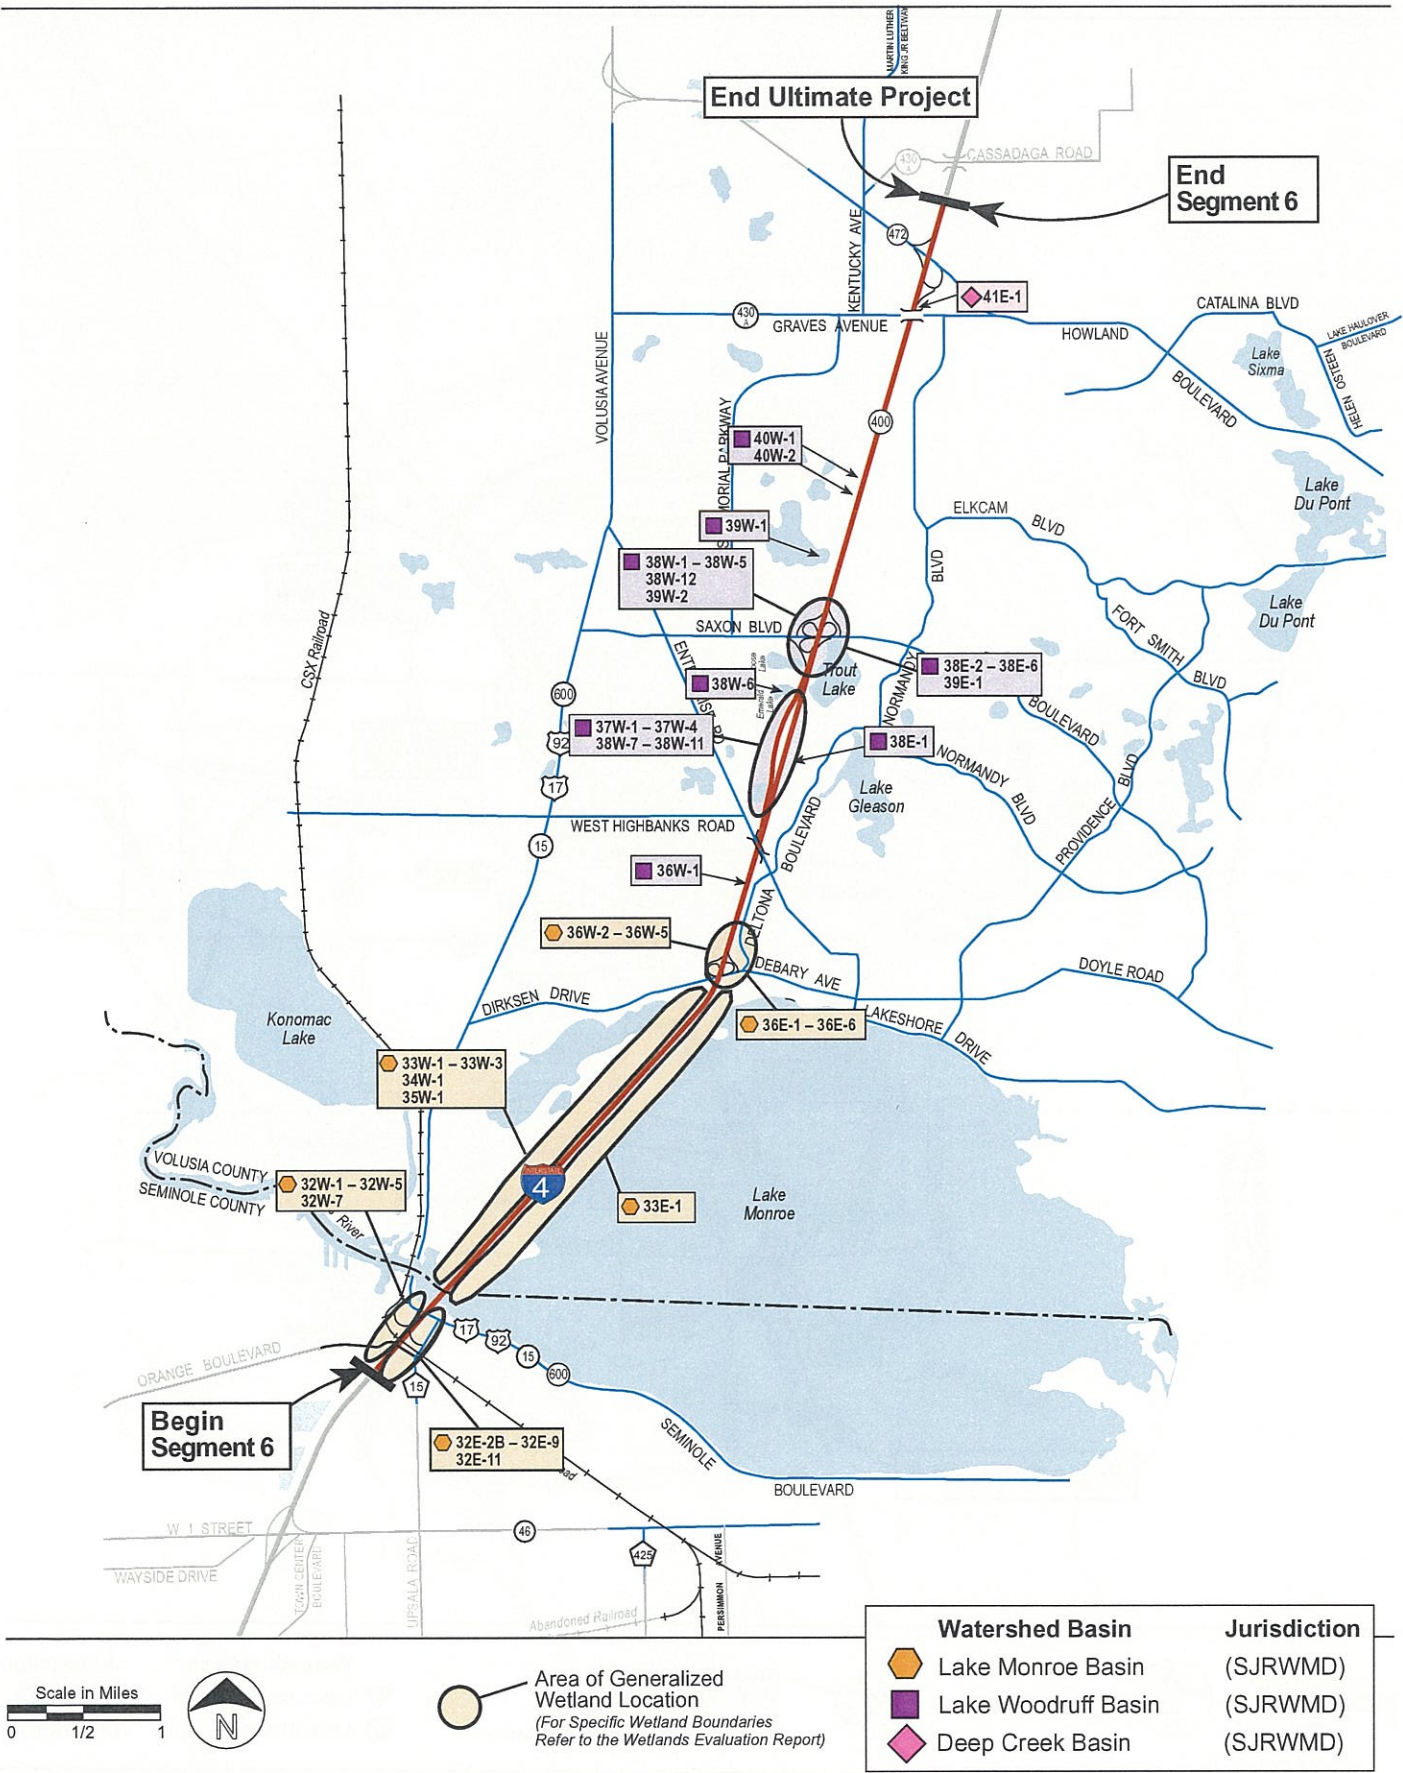 MARTIN LUTHER
KING JR BELTWAY
End Ultimate Project
430
A
CASSADAGA ROAD
End
Segment 6
KENTUCKY AVE
472
41E-1
430
A
GRAVES AVENUE
HOWLAND
BOULEVARD
CATALINA BLVD
LAKE HAULOVER
BOULEVARD
HELEN OSTEEN
Lake
Sixma
VOLUSIA AVENUE
400
MORIAL PARKWAY
40W-1
40W-2
39W-1
38W-1 – 38W-5
38W-12
39W-2
ELKCAM
BLVD
BLVD
Lake
Du Pont
Lake
Du Pont
FORT SMITH
BLVD
CSX Railroad
SAXON BLVD
Trout
Lake
38E-2 – 38E-6
39E-1
NORMANDY
BOULEVARD
38W-6
Lake
Emerald
Lake
600
92
17
37W-1 – 37W-4
38W-7 – 38W-11
38E-1
NORMANDY
BLVD
PROVIDENCE
BLVD
Lake
Gleason
WEST HIGHBANKS ROAD
15
DELTONA
BOULEVARD
36W-1
36W-2 – 36W-5
DEBARY AVE
DOYLE ROAD
DIRKSEN DRIVE
36E-1 – 36E-6
LAKESHORE
DRIVE
Konomac
Lake
33W-1 – 33W-3
34W-1
35W-1
VOLUSIA COUNTY
SEMINOLE COUNTY
32W-1 – 32W-5
32W-7
River
INTERSTATE
4
33E-1
Lake
Monroe
17
92
15
600
ORANGE BOULEVARD
15
Begin
Segment 6
32E-2B – 32E-9
32E-11
SEMINOLE
BOULEVARD
W 1 STREET
46
425
WAYSIDE DRIVE
TOWN CENTER
BOULEVARD
UPSALA ROAD
Abandoned Railroad
PERSIMMON AVENUE
Scale in Miles
0 1/2 1
N
Area of Generalized
Wetland Location
(For Specific Wetland Boundaries
Refer to the Wetlands Evaluation Report)
Watershed Basin Jurisdiction
Lake Monroe Basin (SJRWMD)
Lake Woodruff Basin (SJRWMD)
Deep Creek Basin (SJRWMD)